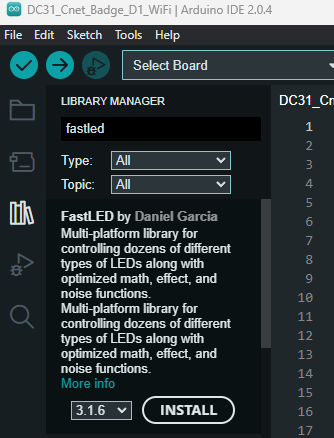 DC31_Cnet_Badge_D1_WiFi | Arduino IDE 2.0.4
File Edit Sketch Tools Help
Select Board
LIBRARY MANAGER
DC31_Cn
fastled
Type: All
Topic: All
FastLED by Daniel Garcia
Multi-platform library for
controlling dozens of different
types of LEDs along with
optimized math, effect, and
noise functions.
Multi-platform library for
controlling dozens of different
types of LEDs along with
optimized math, effect, and
noise functions.
More info
3.1.6 INSTALL
1
2
3
4
5
6
7
8
9
10
11
12
13
14
15
16
17